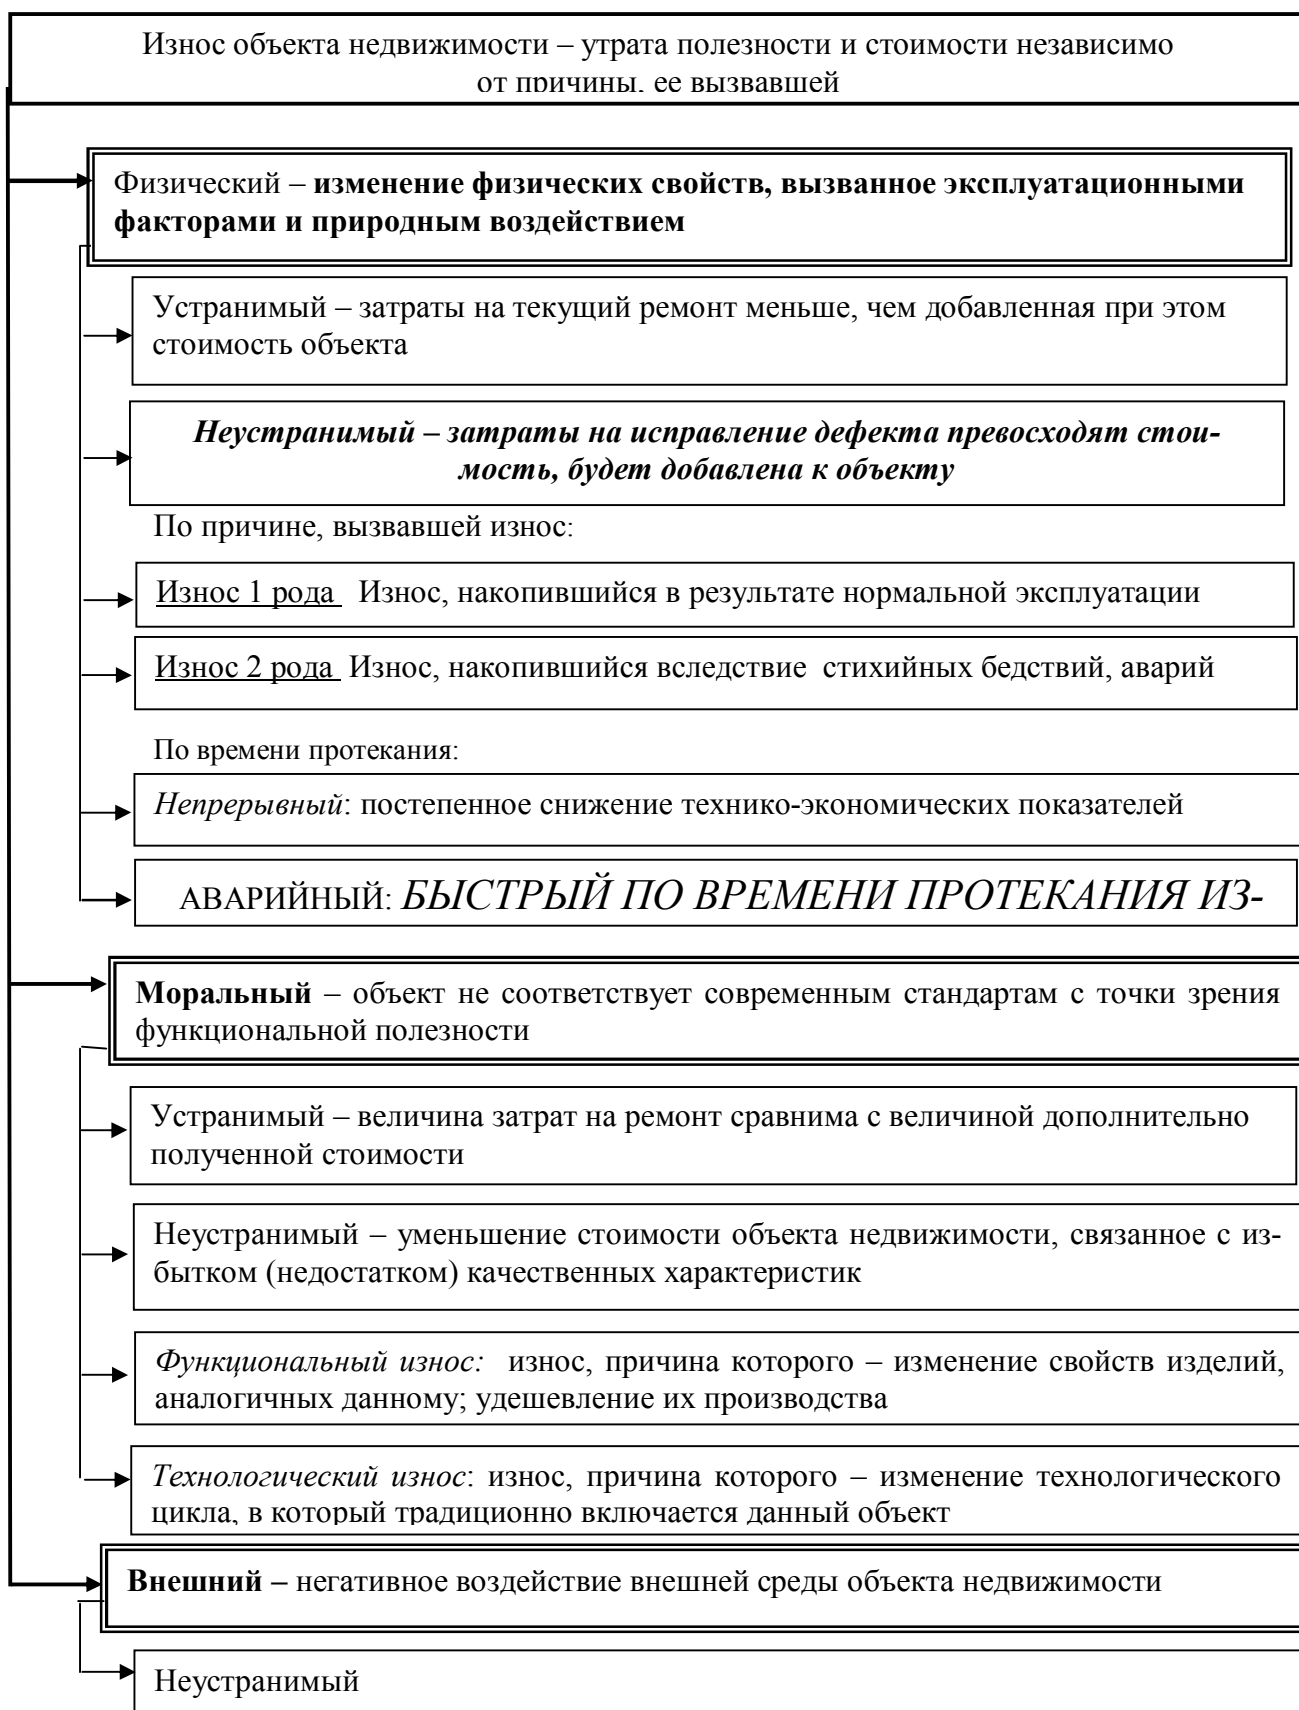 Износ объекта недвижимости – утрата полезности и стоимости независимо
от причины, ее вызвавшей
Физический – изменение физических свойств, вызванное эксплуатационными
факторами и природным воздействием
Устранимый – затраты на текущий ремонт меньше, чем добавленная при этом
стоимость объекта
Неустранимый – затраты на исправление дефекта превосходят стои-
мость, будет добавлена к объекту
По причине, вызвавшей износ:
Износ 1 рода Износ, накопившийся в результате нормальной эксплуатации
Износ 2 рода Износ, накопившийся вследствие стихийных бедствий, аварий
По времени протекания:
Непрерывный: постепенное снижение технико-экономических показателей
АВАРИЙНЫЙ: БЫСТРЫЙ ПО ВРЕМЕНИ ПРОТЕКАНИЯ ИЗ-
Моральный – объект не соответствует современным стандартам с точки зрения
функциональной полезности
Устранимый – величина затрат на ремонт сравнима с величиной дополнительно
полученной стоимости
Неустранимый – уменьшение стоимости объекта недвижимости, связанное с из-
бытком (недостатком) качественных характеристик
Функциональный износ: износ, причина которого – изменение свойств изделий,
аналогичных данному; удешевление их производства
Технологический износ: износ, причина которого – изменение технологического
цикла, в который традиционно включается данный объект
Внешний – негативное воздействие внешней среды объекта недвижимости
Неустранимый